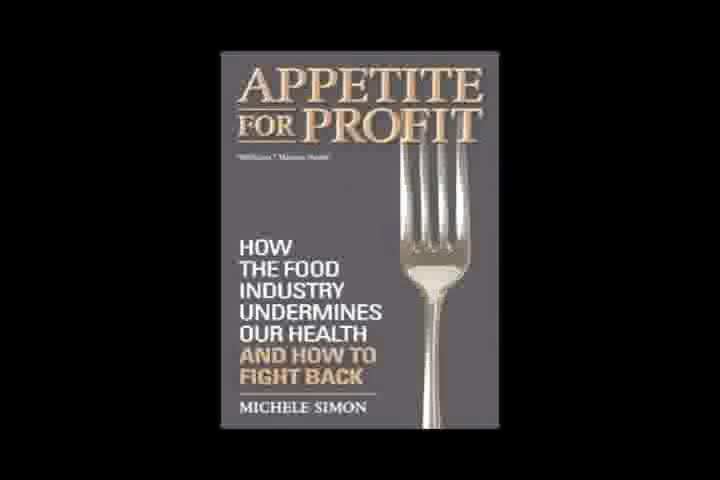 APPETITE
FOR PROFIT
HOW
THE FOOD
INDUSTRY
UNDERMINES
OUR HEALTH
AND HOW TO
FIGHT BACK
MICHELE SIMON